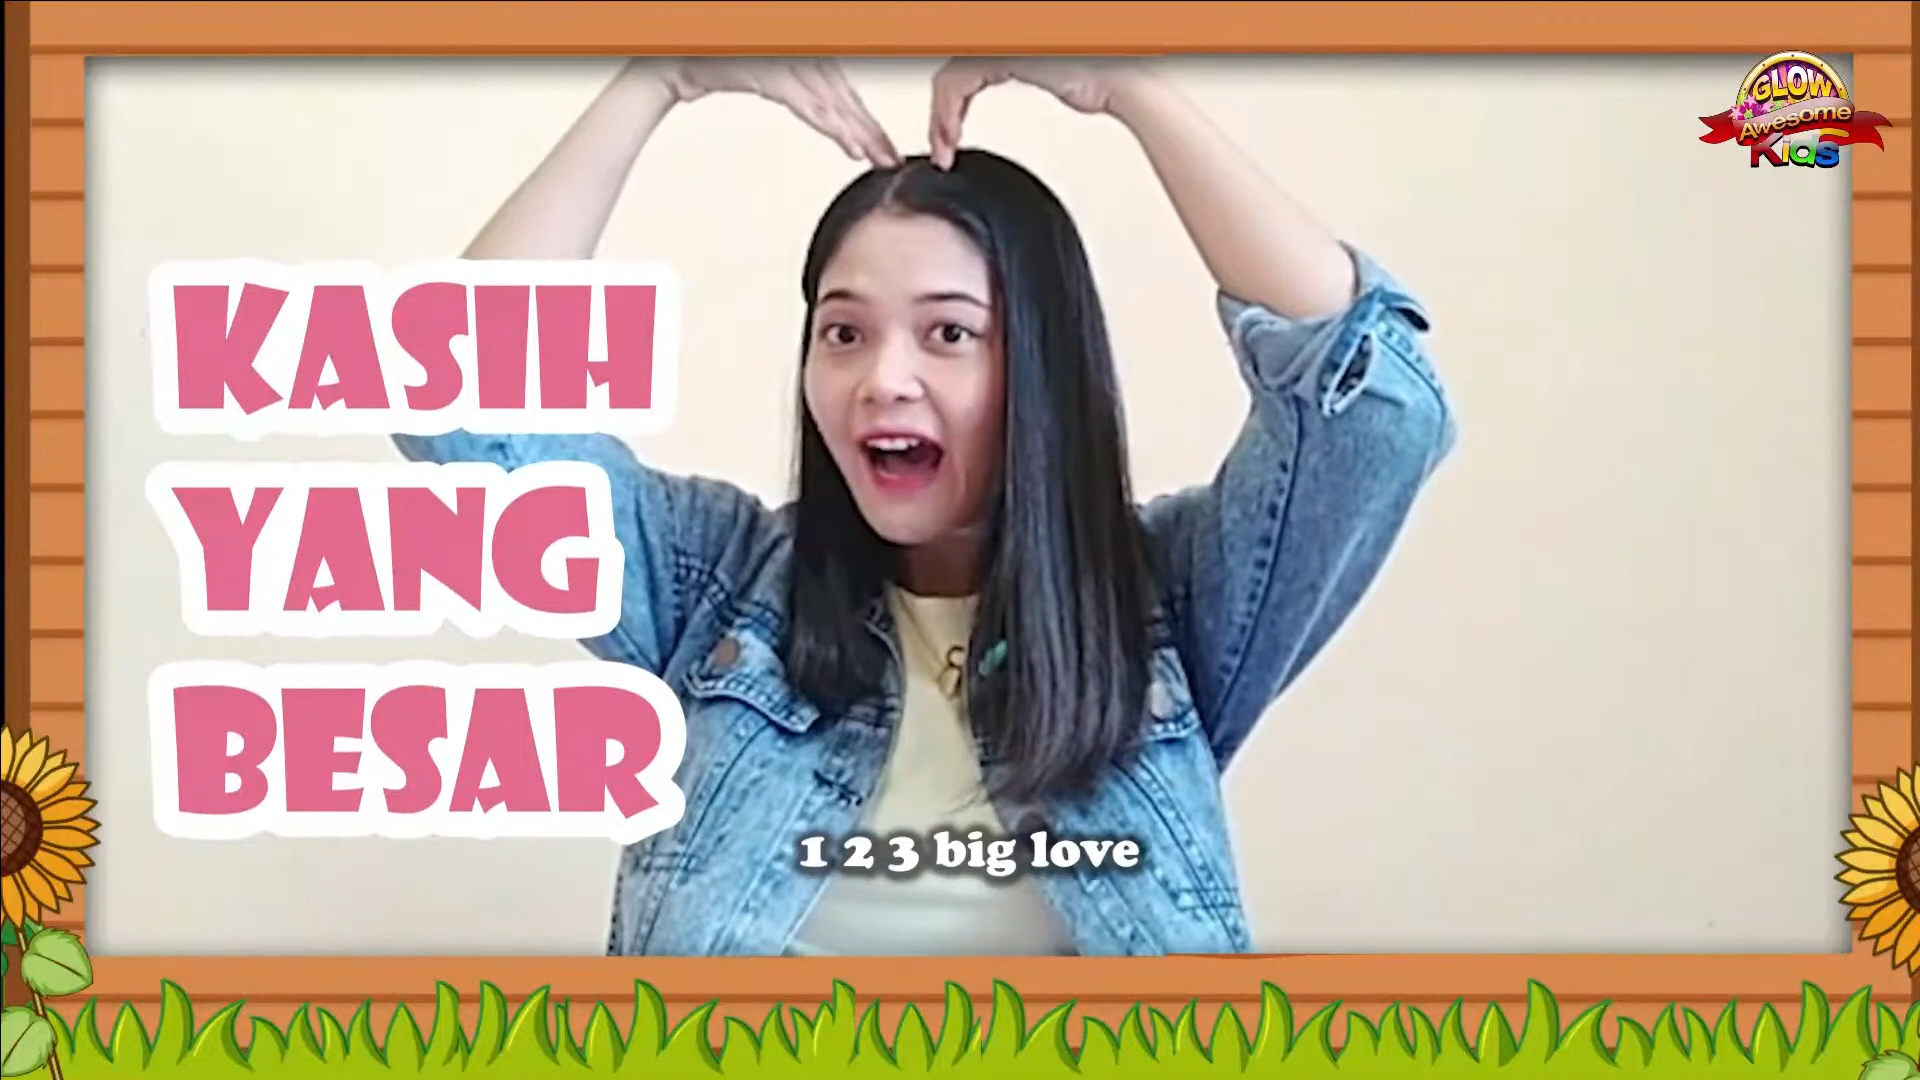 GLOW
Awesome
Kids
KASIH
YANG
BESAR
1 2 3 big love